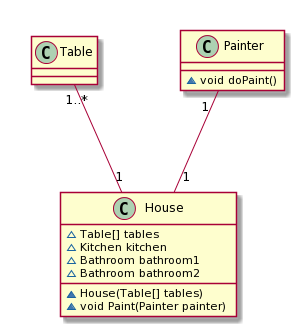 C Table
C Painter
void doPaint()
1..*
1
1
1
C House
Table[] tables
Kitchen kitchen
Bathroom bathroom1
Bathroom bathroom2
House(Table[] tables)
void Paint(Painter painter)